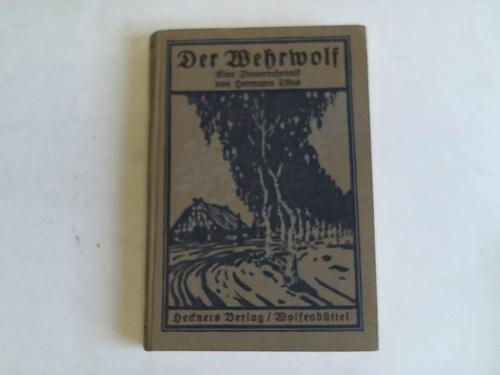 Der Wehrwolf
Eine Bauernchronik
von Hermann Löns
Heckners Verlag / Wolfenbüttel